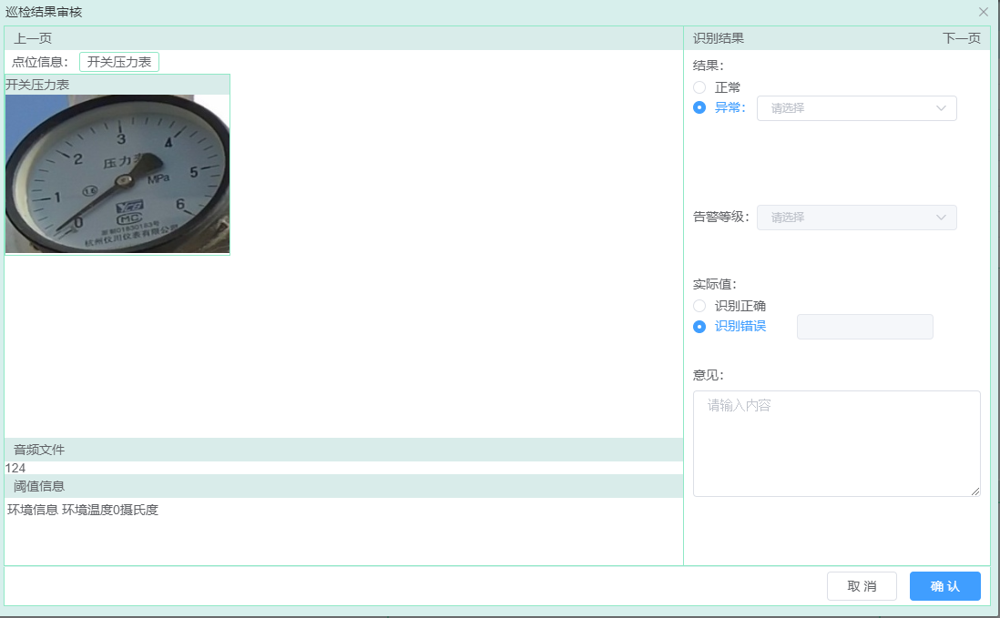 巡检结果审核
上一页
点位信息： 开关压力表
开关压力表
3
2 4
压力表
MPa 5
1 1.6
6
0
MC
杭州仪川仪表有限公司
音频文件
124
阈值信息
环境信息 环境温度0摄氏度
识别结果 下一页
结果：
正常
异常： 请选择
告警等级： 请选择
实际值：
识别正确
识别错误
意见：
请输入内容
取 消 确 认